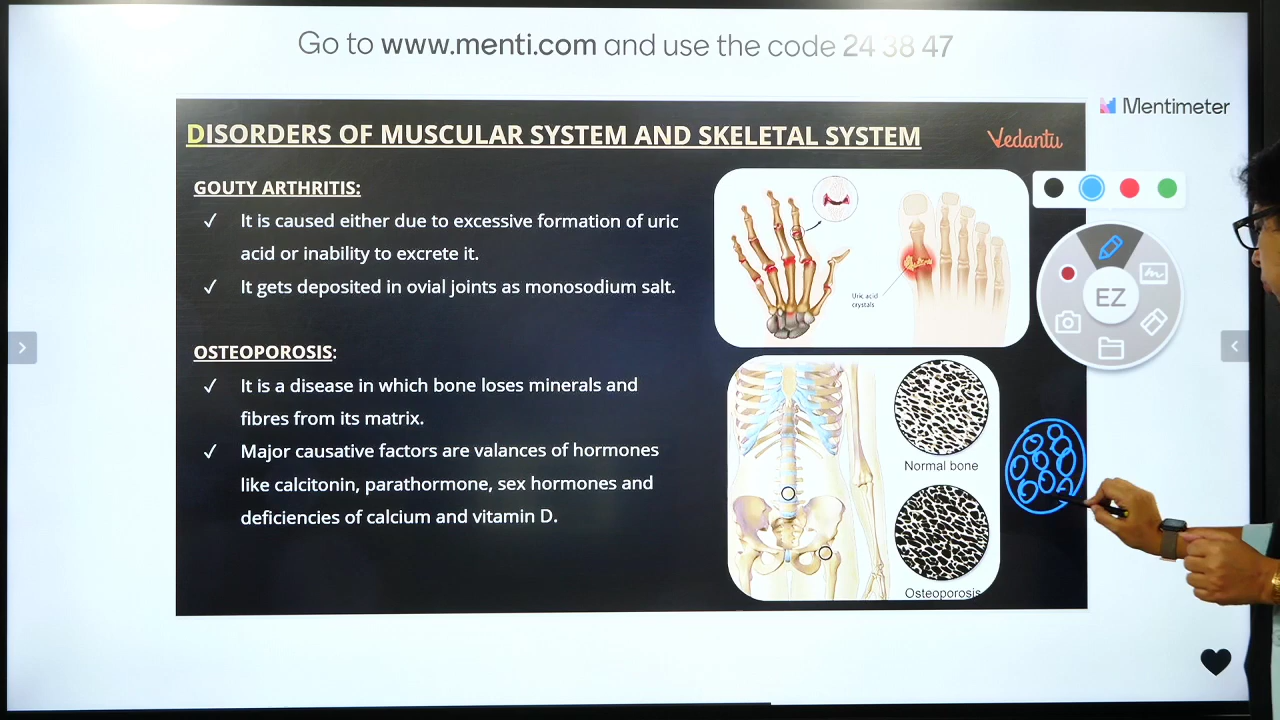 Go to www.menti.com and use the code 24 38 47
Mentimeter
DISORDERS OF MUSCULAR SYSTEM AND SKELETAL SYSTEM
Vedantu
GOUTY ARTHRITIS:
✓ It is caused either due to excessive formation of uric
acid or inability to excrete it.
✓ It gets deposited in ovial joints as monosodium salt.
Uric acid
crystals
EZ
OSTEOPOROSIS:
✓ It is a disease in which bone loses minerals and
fibres from its matrix.
✓ Major causative factors are valances of hormones
like calcitonin, parathormone, sex hormones and
deficiencies of calcium and vitamin D.
Normal bone
Osteoporosis